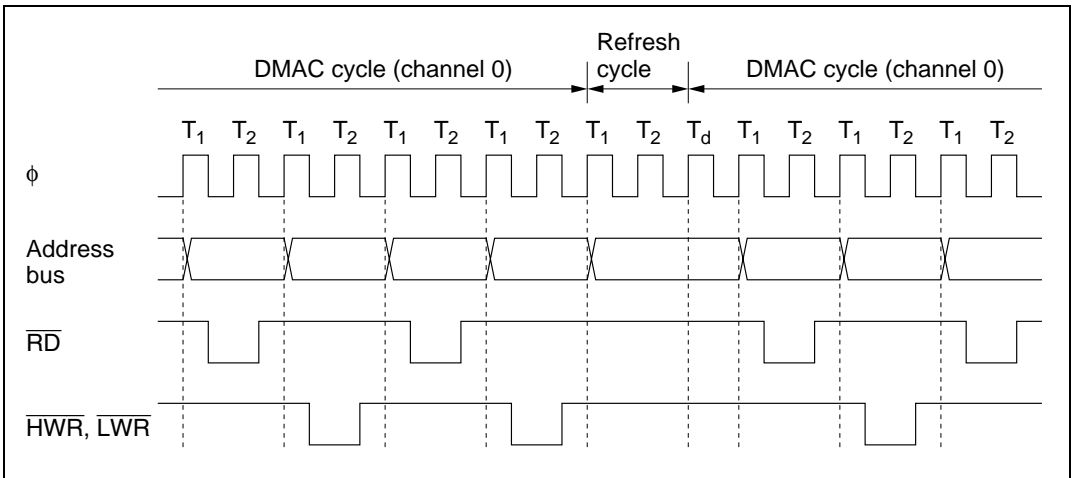 Refresh
DMAC cycle (channel 0) cycle DMAC cycle (channel 0)
T1 T2 T1 T2 T1 T2 T1 T2 T1 T2 Td T1 T2 T1 T2 T1 T2
φ
Address
bus
RD
HWR, LWR